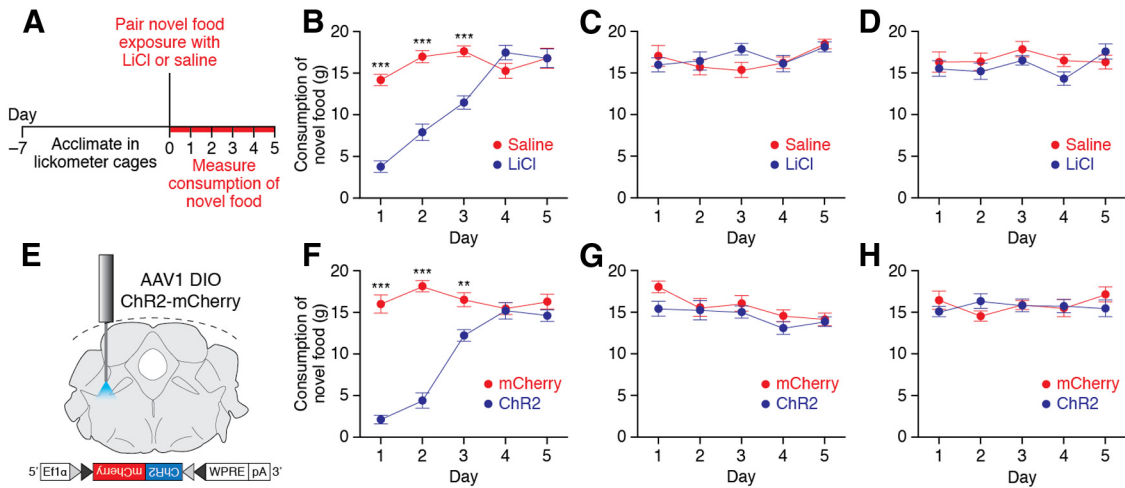 A
Pair novel food
exposure with
LiCl or saline
Day
–7
0 1 2 3 4 5
Acclimate in
lickometer cages
Measure
consumption of
novel food
B
Consumption of
novel food (g)
20
15
10
5
0
***
***
***
Saline
LiCl
1 2 3 4 5
Day
C
20
15
10
5
0
Saline
LiCl
1 2 3 4 5
Day
D
20
15
10
5
0
Saline
LiCl
1 2 3 4 5
Day
E
AAV1 DIO
ChR2-mCherry
5′ Ef1α mCherry ChR2 WPRE pA 3′
F
Consumption of
novel food (g)
20
15
10
5
0
***
***
**
mCherry
ChR2
1 2 3 4 5
Day
G
20
15
10
5
0
mCherry
ChR2
1 2 3 4 5
Day
H
20
15
10
5
0
mCherry
ChR2
1 2 3 4 5
Day